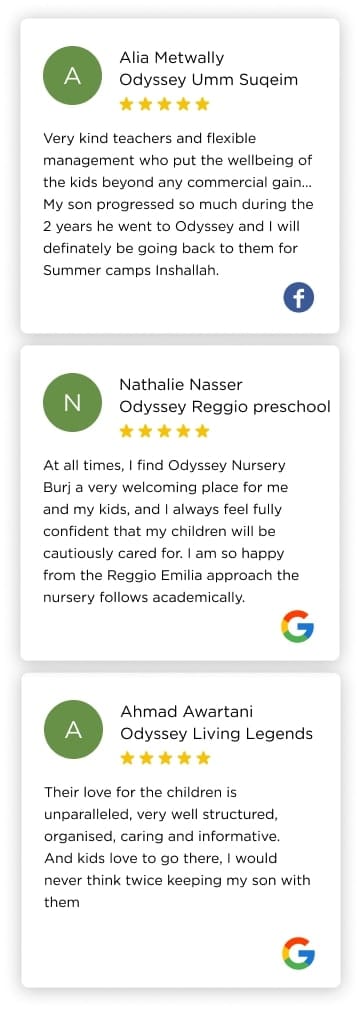 A
Alia Metwally
Odyssey Umm Suqeim
Very kind teachers and flexible
management who put the wellbeing of
the kids beyond any commercial gain...
My son progressed so much during the
2 years he went to Odyssey and I will
definately be going back to them for
Summer camps Inshallah.
f
N
Nathalie Nasser
Odyssey Reggio preschool
At all times, I find Odyssey Nursery
Burj a very welcoming place for me
and my kids, and I always feel fully
confident that my children will be
cautiously cared for. I am so happy
from the Reggio Emilia approach the
nursery follows academically.
G
A
Ahmad Awartani
Odyssey Living Legends
Their love for the children is
unparalleled, very well structured,
organised, caring and informative.
And kids love to go there, I would
never think twice keeping my son with
them
G